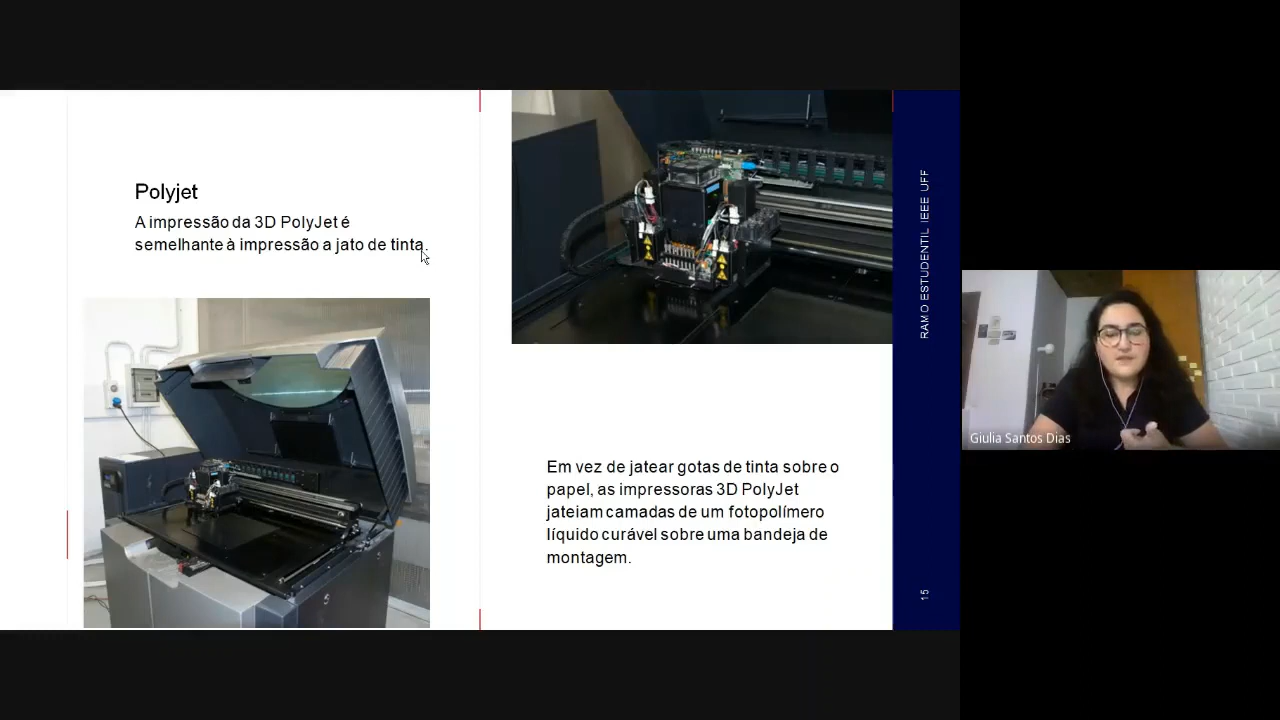 Polyjet
A impressão da 3D PolyJet é
semelhante à impressão a jato de tinta.
Em vez de jatear gotas de tinta sobre o
papel, as impressoras 3D PolyJet
jateiam camadas de um fotopolímero
líquido curável sobre uma bandeja de
montagem.
RAMO ESTUDENTIL IEEE UFF
15
Giulia Santos Dias